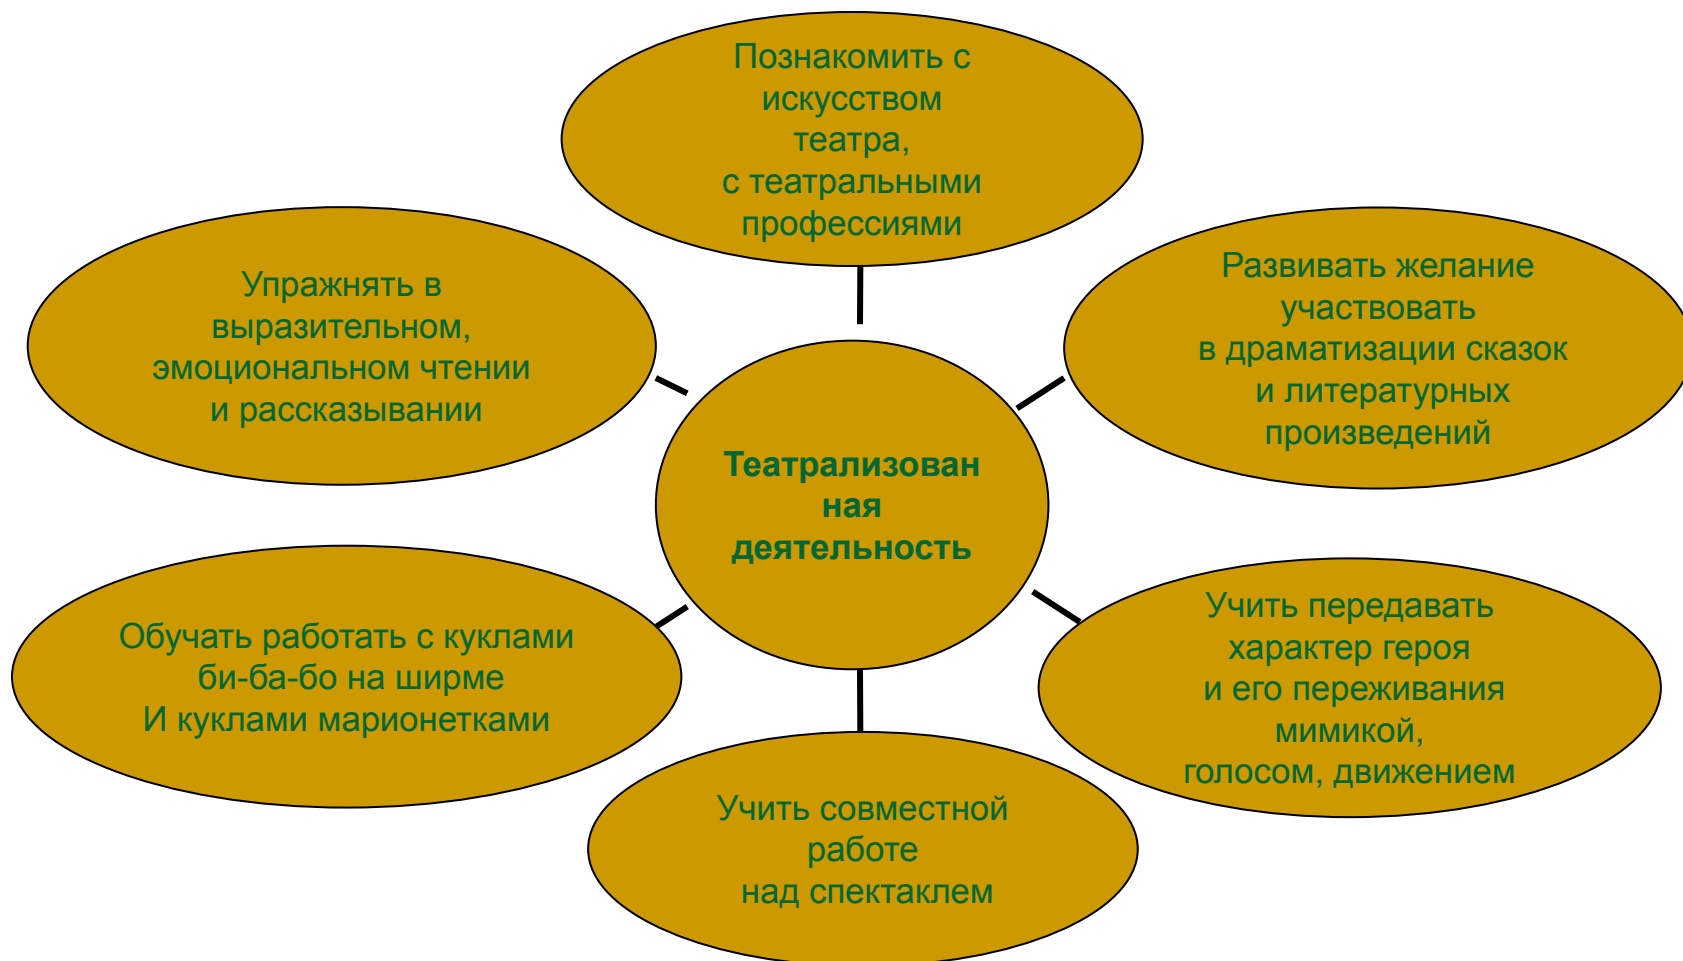 Познакомить с
искусством
театра,
с театральными
профессиями
Упражнять в
выразительном,
эмоциональном чтении
и рассказывании
Развивать желание
участвовать
в драматизации сказок
и литературных
произведений
Театрализован
ная
деятельность
Обучать работать с куклами
би-ба-бо на ширме
И куклами марионетками
Учить передавать
характер героя
и его переживания
мимикой,
голосом, движением
Учить совместной
работе
над спектаклем